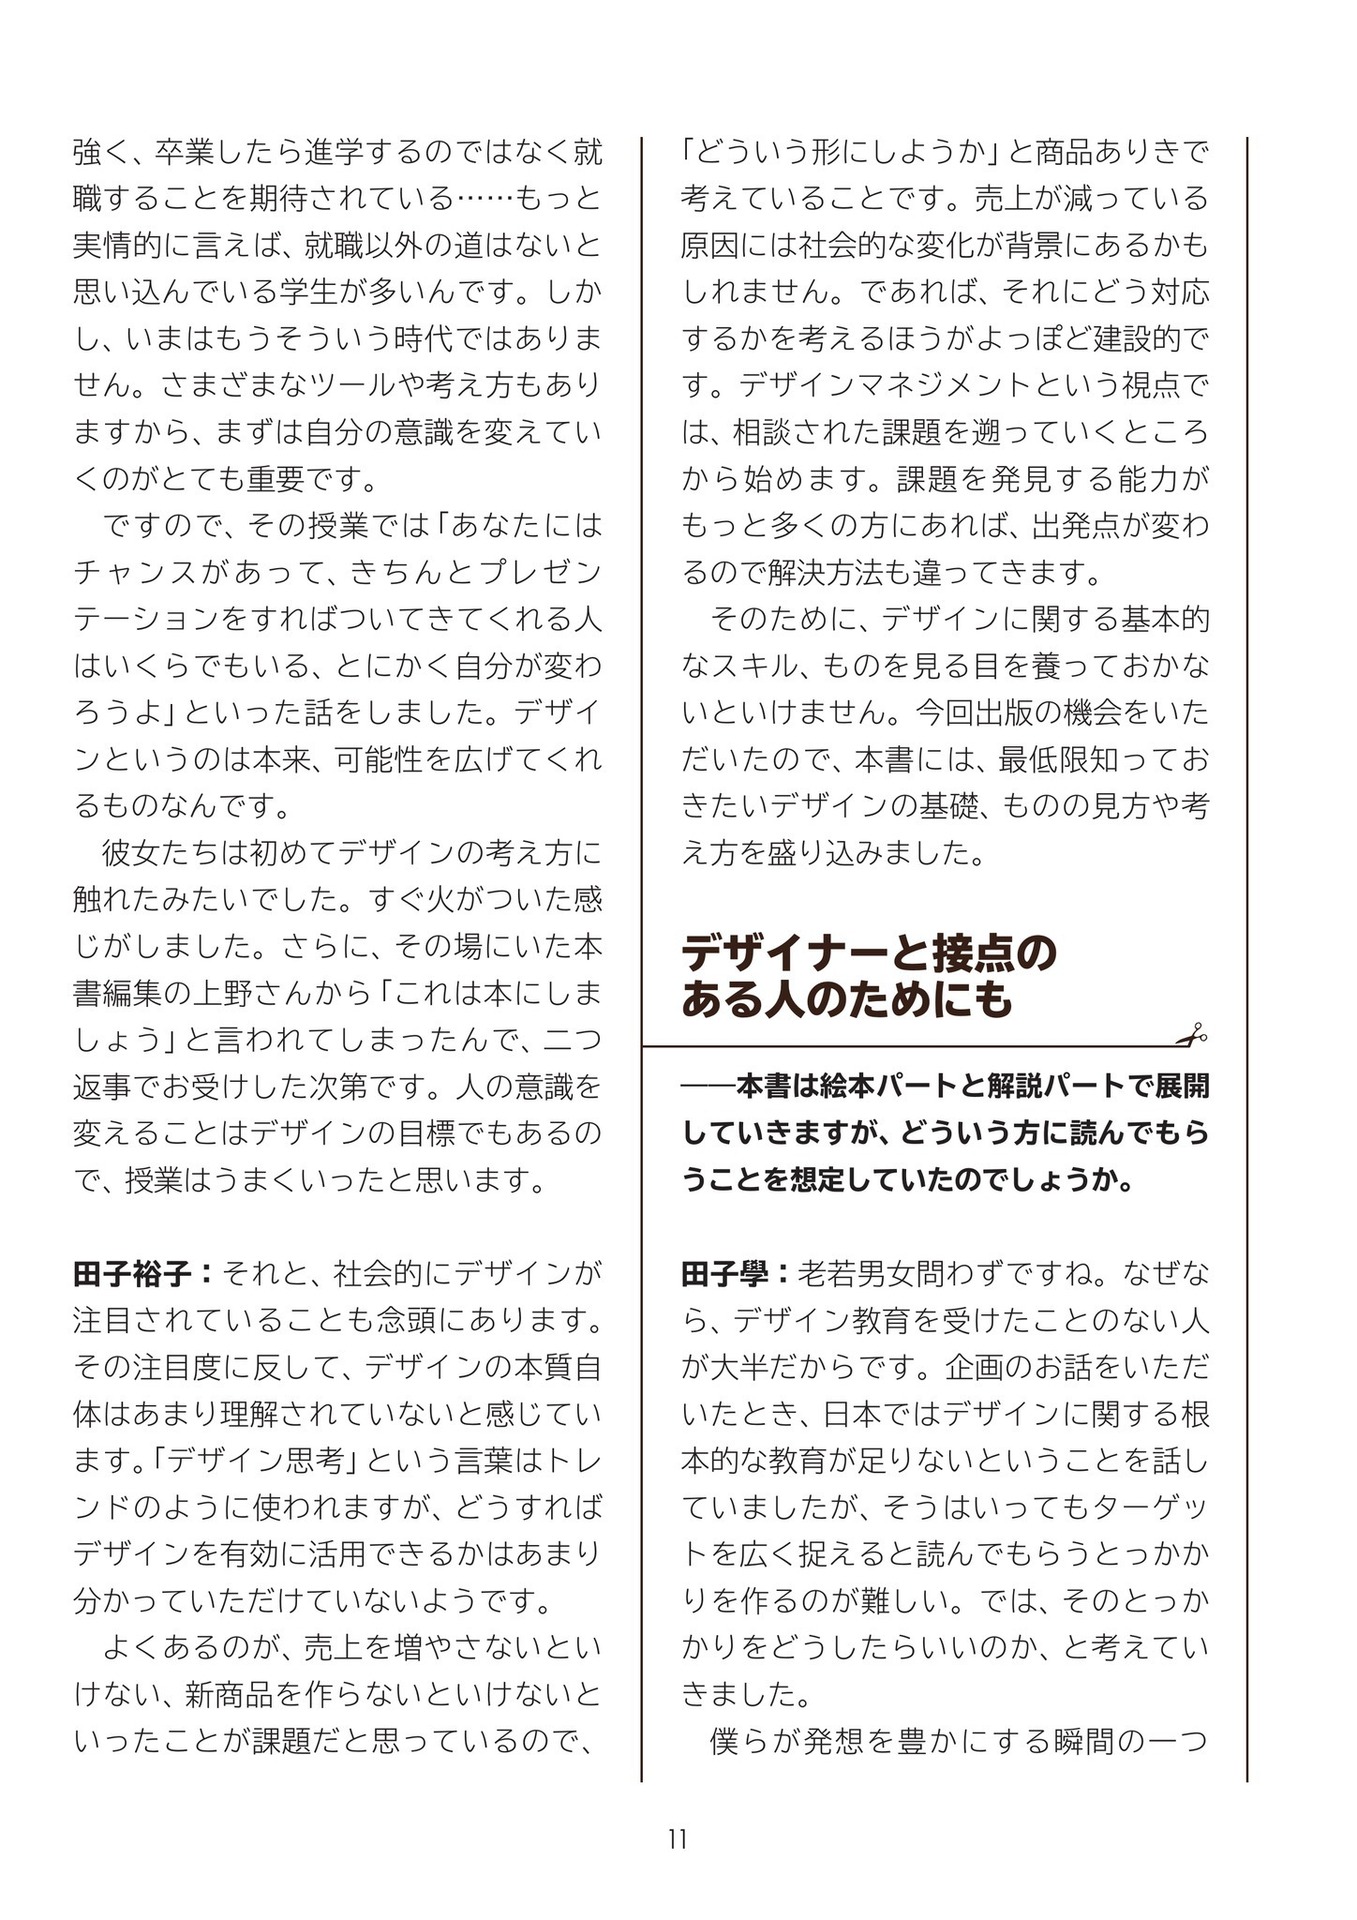 強く、卒業したら進学するのではなく就
職することを期待されている……もっと
実情的に言えば、就職以外の道はないと
思い込んでいる学生が多いんです。しか
し、いまはもうそういう時代ではありま
せん。さまざまなツールや考え方もあり
ますから、まずは自分の意識を変えてい
くのがとても重要です。
ですので、その授業では「あなたには
チャンスがあって、きちんとプレゼン
テーションをすればついてきてくれる人
はいくらでもいる、とにかく自分が変わ
ろうよ」といった話をしました。デザイ
ンというのは本来、可能性を広げてくれ
るものなんです。
彼女たちは初めてデザインの考え方に
触れたみたいでした。すぐ火がついた感
じがしました。さらに、その場にいた本
書編集の上野さんから「これは本にしま
しょう」と言われてしまったんで、二つ
返事でお受けした次第です。人の意識を
変えることはデザインの目標でもあるの
で、授業はうまくいったと思います。
田子裕子：それと、社会的にデザインが
注目されていることも念頭にあります。
その注目度に反して、デザインの本質自
体はあまり理解されていないと感じてい
ます。「デザイン思考」という言葉はトレ
ンドのように使われますが、どうすれば
デザインを有効に活用できるかはあまり
分かっていただけていないようです。
よくあるのが、売上を増やさないとい
けない、新商品を作らないといけないと
いったことが課題だと思っているので、
「どういう形にしようか」と商品ありきで
考えていることです。売上が減っている
原因には社会的な変化が背景にあるかも
しれません。であれば、それにどう対応
するかを考えるほうがよっぽど建設的で
す。デザインマネジメントという視点で
は、相談された課題を遡っていくところ
から始めます。課題を発見する能力が
もっと多くの方にあれば、出発点が変わ
るので解決方法も違ってきます。
そのために、デザインに関する基本的
なスキル、ものを見る目を養っておかな
いといけません。今回出版の機会をいた
だいたので、本書には、最低限知ってお
きたいデザインの基礎、ものの見方や考
え方を盛り込みました。
デザイナーと接点の
ある人のためにも
――本書は絵本パートと解説パートで展開
していきますが、どういう方に読んでもら
うことを想定していたのでしょうか。
田子學：老若男女問わずですね。なぜな
ら、デザイン教育を受けたことのない人
が大半だからです。企画のお話をいただ
いたとき、日本ではデザインに関する根
本的な教育が足りないということを話し
ていましたが、そうはいってもターゲッ
トを広く捉えると読んでもらうとっかか
りを作るのが難しい。では、そのとっか
かりをどうしたらいいのか、と考えてい
きました。
僕らが発想を豊かにする瞬間の一つ
11